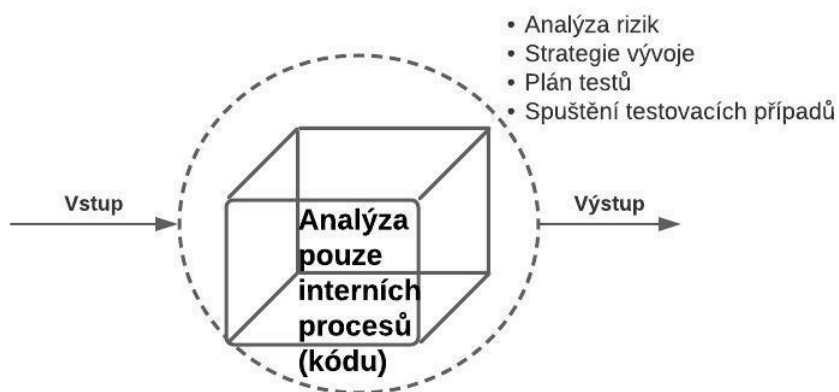 • Analýza rizik
• Strategie vývoje
• Plán testů
• Spuštění testovacích případů
Vstup
Výstup
Analýza
pouze
interních
procesů
(kódu)